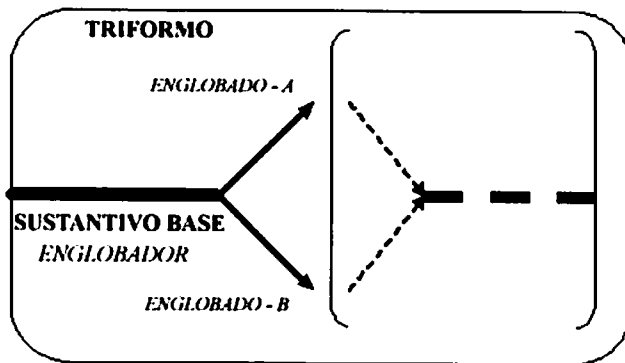 TRIFORMO
ENGLOBADO - A
SUSTANTIVO BASE
ENGLOBADOR
ENGLOBADO - B